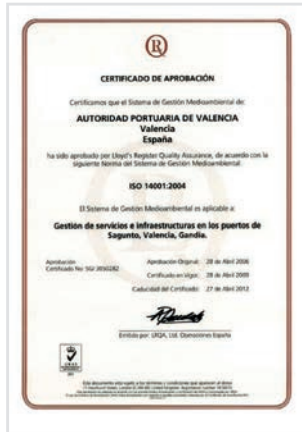 CERTIFICADO DE APROBACIÓN
Certificamos que el Sistema de Gestión Medioambiental de:
AUTORIDAD PORTUARIA DE VALENCIA
Valencia
España
ha sido aprobado por Lloyd's Register Quality Assurance, de acuerdo con la
siguiente Norma del Sistema de Gestión Medioambiental:
ISO 14001:2004
El Sistema de Gestión Medioambiental es aplicable a:
Gestión de servicios e infraestructuras en los puertos de
Sagunto, Valencia, Gandia.
Aprobación
Certificado No: SGI
Aprobación Original: 28 de Abril 2006
Certificado en Vigor: 28 de Abril 2009
Caducidad del Certificado: 27 de Abril 2012
Emitido por: LRQA, Ltd. Operaciones España